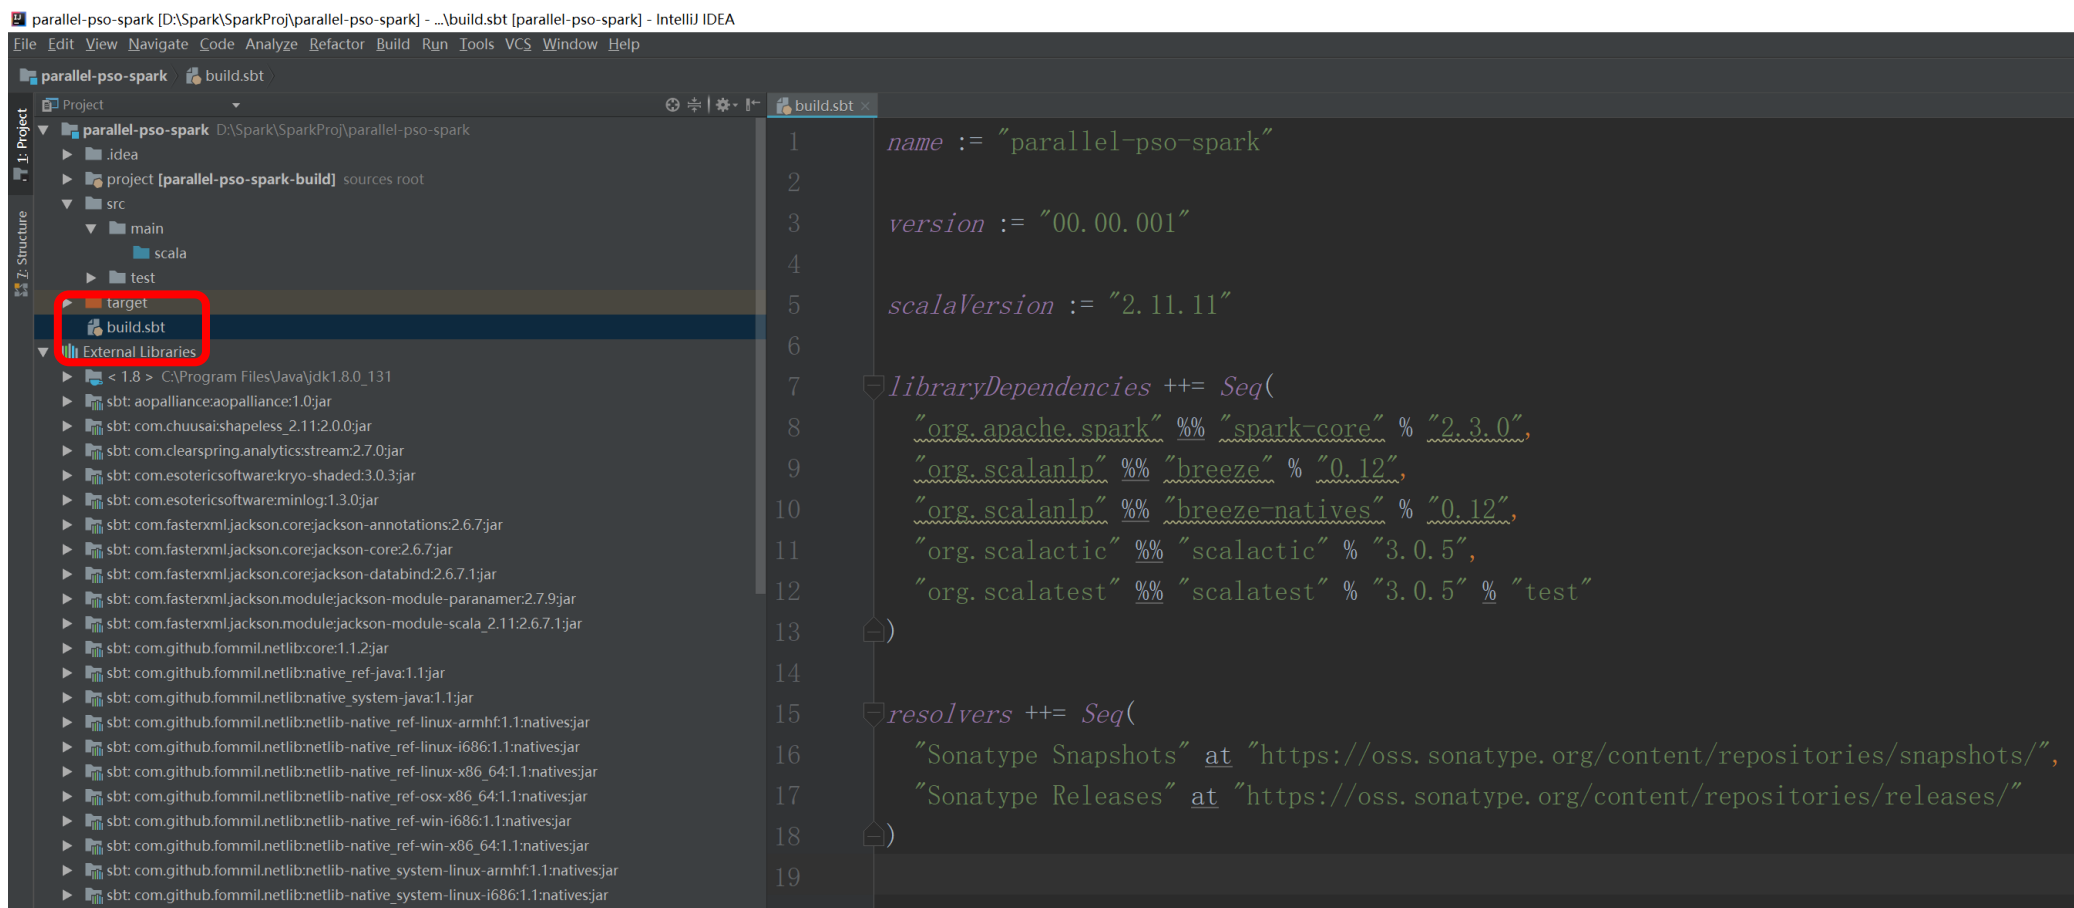 parallel-pso-spark [D:\Spark\SparkProj\parallel-pso-spark] - ...\build.sbt [parallel-pso-spark] - IntelliJ IDEA
File Edit View Navigate Code Analyze Refactor Build Run Tools VCS Window Help
parallel-pso-spark build.sbt
Project
1: Project
7: Structure
parallel-pso-spark D:\Spark\SparkProj\parallel-pso-spark
.idea
project [parallel-pso-spark-build] sources root
src
main
scala
test
target
build.sbt
External Libraries
< 1.8 > C:\Program Files\Java\jdk1.8.0_131
sbt: aopalliance:aopalliance:1.0:jar
sbt: com.chuusai:shapeless_2.11:2.0.0:jar
sbt: com.clearspring.analytics:stream:2.7.0:jar
sbt: com.esotericsoftware:kryo-shaded:3.0.3:jar
sbt: com.esotericsoftware:minlog:1.3.0:jar
sbt: com.fasterxml.jackson.core:jackson-annotations:2.6.7:jar
sbt: com.fasterxml.jackson.core:jackson-core:2.6.7:jar
sbt: com.fasterxml.jackson.core:jackson-databind:2.6.7.1:jar
sbt: com.fasterxml.jackson.module:jackson-module-paranamer:2.7.9:jar
sbt: com.fasterxml.jackson.module:jackson-module-scala_2.11:2.6.7.1:jar
sbt: com.github.fommil.netlib:core:1.1.2:jar
sbt: com.github.fommil.netlib:native_ref-java:1.1:jar
sbt: com.github.fommil.netlib:native_system-java:1.1:jar
sbt: com.github.fommil.netlib:netlib-native_ref-linux-armhf:1.1:natives:jar
sbt: com.github.fommil.netlib:netlib-native_ref-linux-i686:1.1:natives:jar
sbt: com.github.fommil.netlib:netlib-native_ref-linux-x86_64:1.1:natives:jar
sbt: com.github.fommil.netlib:netlib-native_ref-osx-x86_64:1.1:natives:jar
sbt: com.github.fommil.netlib:netlib-native_ref-win-i686:1.1:natives:jar
sbt: com.github.fommil.netlib:netlib-native_ref-win-x86_64:1.1:natives:jar
sbt: com.github.fommil.netlib:netlib-native_system-linux-armhf:1.1:natives:jar
sbt: com.github.fommil.netlib:netlib-native_system-linux-i686:1.1:natives:jar
build.sbt
1 name := "parallel-pso-spark"
2
3 version := "00.00.001"
4
5 scalaVersion := "2.11.11"
6
7 libraryDependencies ++= Seq(
8 "org.apache.spark" %% "spark-core" % "2.3.0",
9 "org.scalanlp" %% "breeze" % "0.12",
10 "org.scalanlp" %% "breeze-natives" % "0.12",
11 "org.scalactic" %% "scalactic" % "3.0.5",
12 "org.scalatest" %% "scalatest" % "3.0.5" % "test"
13 )
14
15 resolvers ++= Seq(
16 "Sonatype Snapshots" at "https://oss.sonatype.org/content/repositories/snapshots/",
17 "Sonatype Releases" at "https://oss.sonatype.org/content/repositories/releases/"
18 )
19